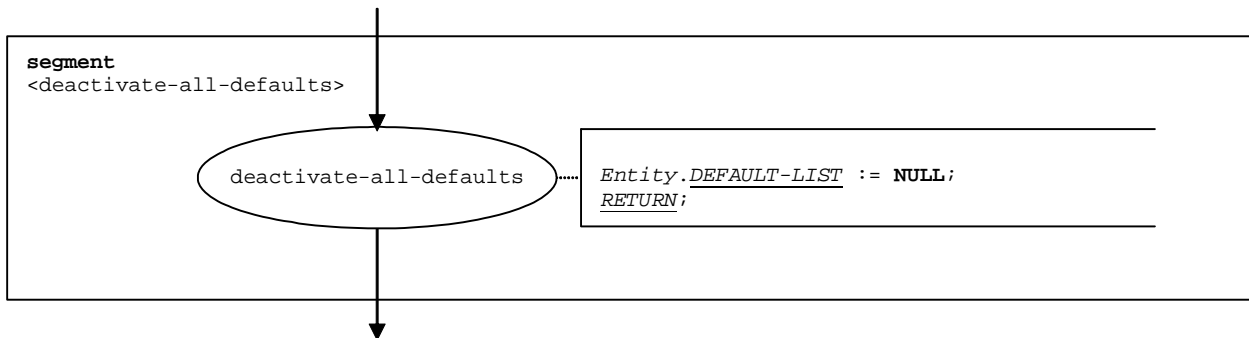 segment
<deactivate-all-defaults>
deactivate-all-defaults
Entity.DEFAULT-LIST := NULL;
RETURN;